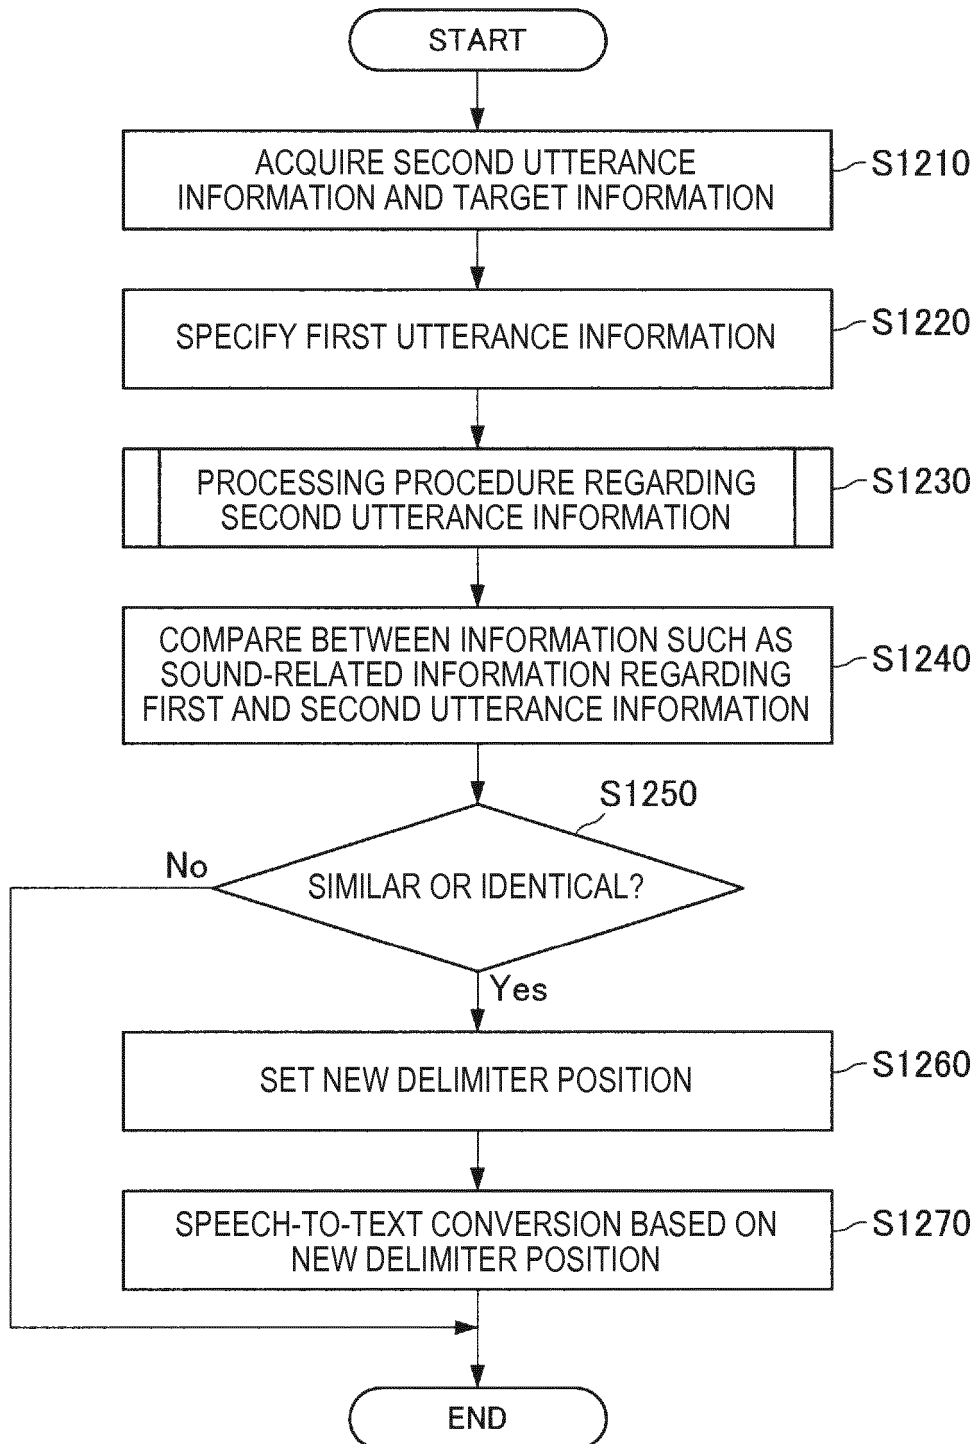 START
ACQUIRE SECOND UTTERANCE
INFORMATION AND TARGET INFORMATION
S1210
SPECIFY FIRST UTTERANCE INFORMATION
S1220
PROCESSING PROCEDURE REGARDING
SECOND UTTERANCE INFORMATION
S1230
COMPARE BETWEEN INFORMATION SUCH AS
SOUND-RELATED INFORMATION REGARDING
FIRST AND SECOND UTTERANCE INFORMATION
S1240
S1250
No
SIMILAR OR IDENTICAL?
Yes
SET NEW DELIMITER POSITION
S1260
SPEECH-TO-TEXT CONVERSION BASED ON
NEW DELIMITER POSITION
S1270
END